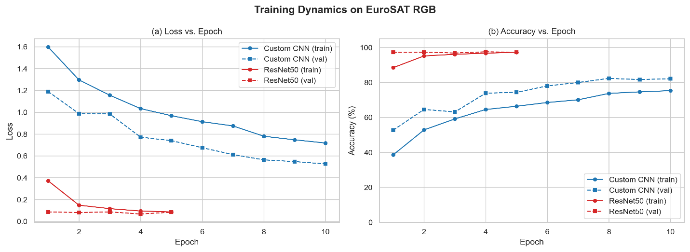 Training Dynamics on EuroSAT RGB
(a) Loss vs. Epoch
1.6
1.4
1.2
1.0
0.8
0.6
0.4
0.2
0.0
Loss
2
4
6
8
10
Epoch
Custom CNN (train)
Custom CNN (val)
ResNet50 (train)
ResNet50 (val)
(b) Accuracy vs. Epoch
100
80
60
40
20
0
Accuracy (%)
2
4
6
8
10
Epoch
Custom CNN (train)
Custom CNN (val)
ResNet50 (train)
ResNet50 (val)